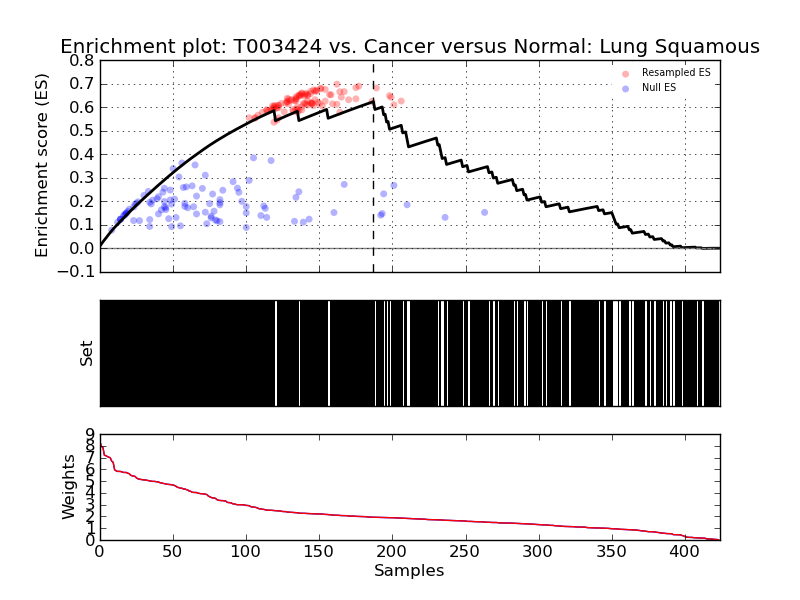 Enrichment plot: T003424 vs. Cancer versus Normal: Lung Squamous
Enrichment score (ES)
0.8
0.7
0.6
0.5
0.4
0.3
0.2
0.1
0.0
−0.1
Resampled ES
Null ES
Set
Weights
9
8
7
6
5
4
3
2
1
0
0 50 100 150 200 250 300 350 400
Samples